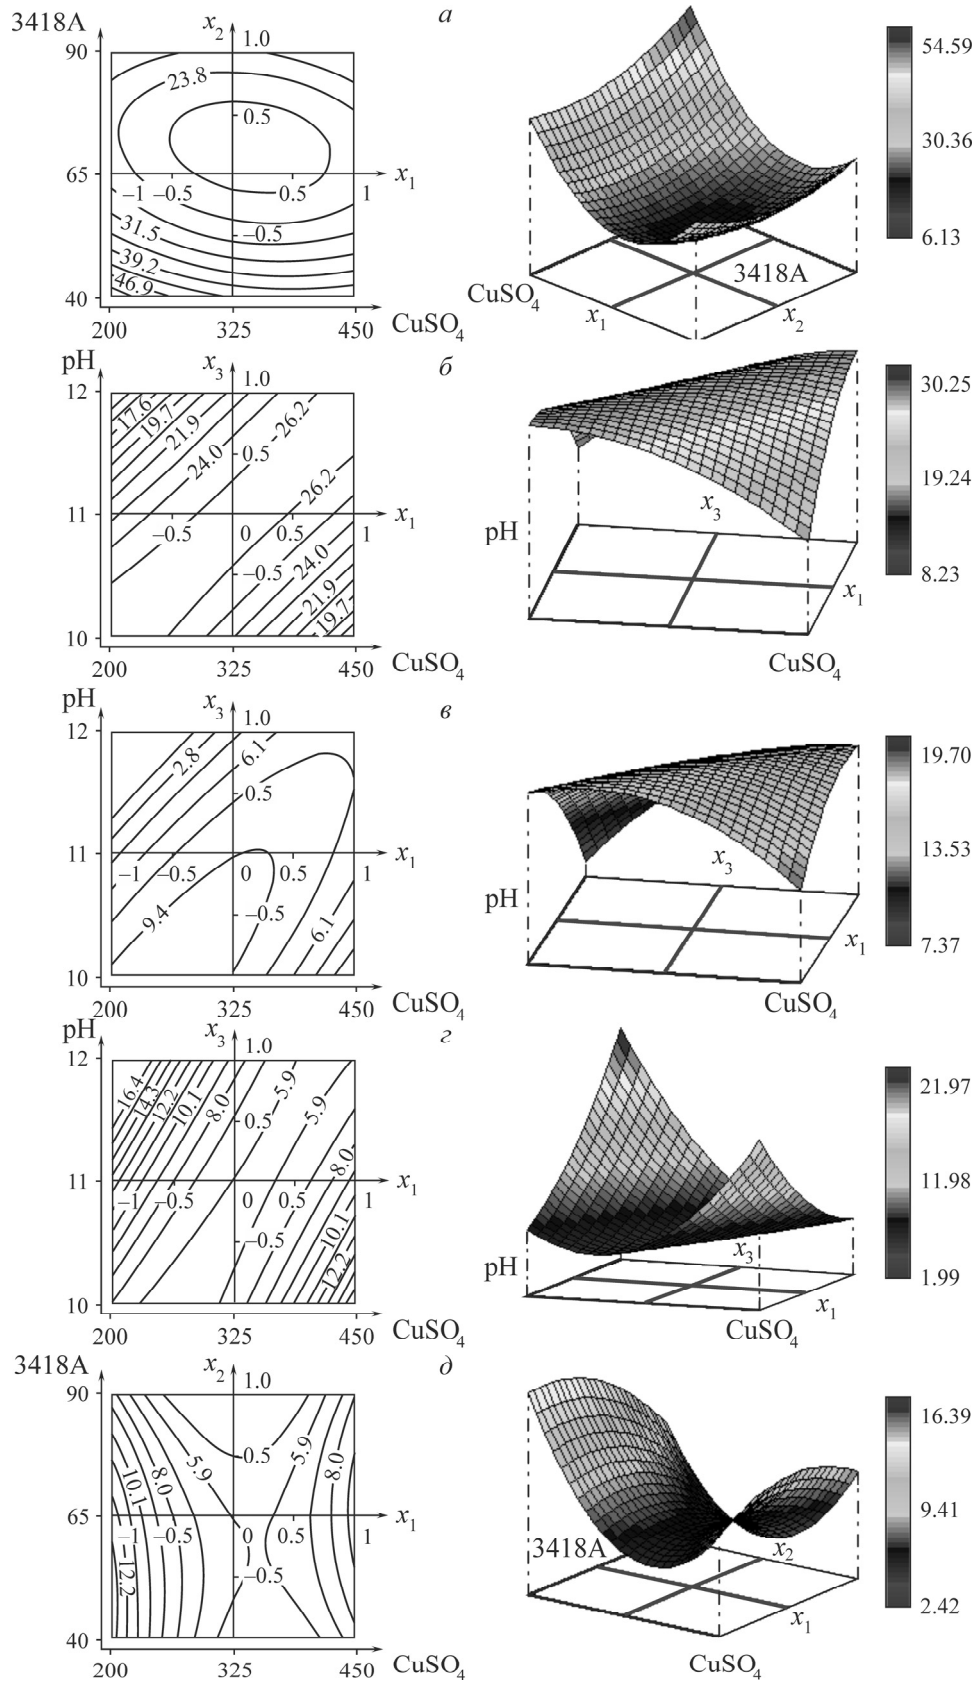 3418A x2 а
90 1.0 54.59
23.8
0.5
30.36
65 x1
–1 –0.5 0.5 1
–0.5
31.5
39.2
46.9 6.13
3418A
40 CuSO4
x1 x2
200 325 450 CuSO4
pH x3 б
12 1.0 30.25
17.6
19.7
21.9 26.2
24.0 0.5
26.2 19.24
x3
11 x1
–0.5 0 0.5 1 pH
–0.5 24.0
21.9 8.23
19.7 x1
10
200 325 450 CuSO4 CuSO4
pH x3 в
12 1.0
2.8 6.1 19.70
0.5
13.53
11 x1 x3
–1 –0.5 0 0.5 1
9.4 –0.5 6.1 pH
x1 7.37
10
200 325 450 CuSO4 CuSO4
pH x3 г
12 1.0
16.4 14.3 12.2 10.1 8.0 5.9 5.9 21.97
0.5
8.0
11 x1 11.98
–1 –0.5 0 0.5 1
–0.5 10.1 x3
12.2 pH 1.99
10 x1
200 325 450 CuSO4 CuSO4
3418A x2 д
90 1.0
16.39
10.1 8.0 5.9 0.5 5.9 8.0
65 x1 9.41
–1 –0.5 0 0.5 1
12.2 –0.5 3418A x2
2.42
x1
40
200 325 450 CuSO4 CuSO4